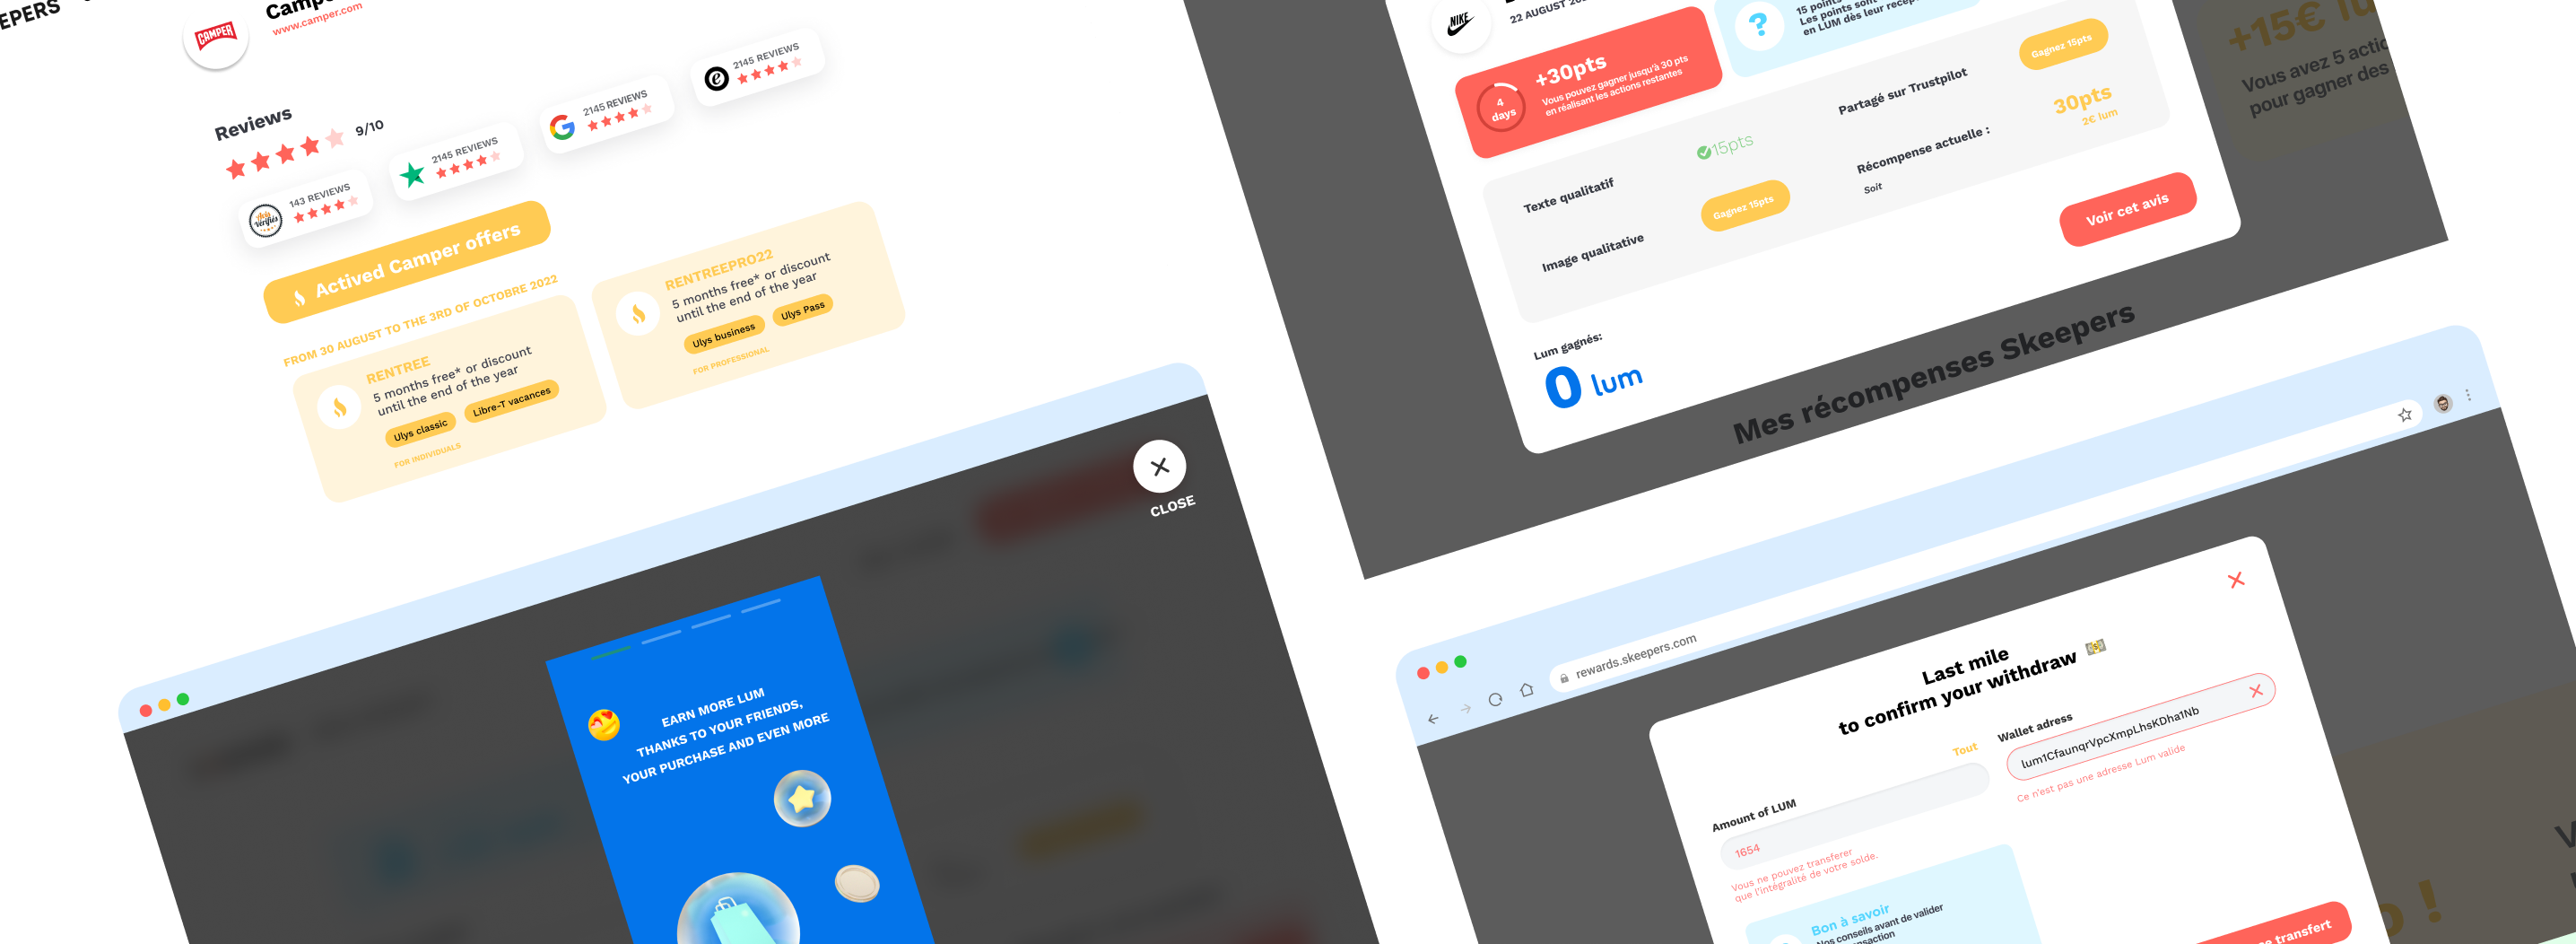 EEPERS
CAMPER
www.camper.com
Reviews
9/10
143 REVIEWS
2145 REVIEWS
2145 REVIEWS
2145 REVIEWS
Actived Camper offers
FROM 30 AUGUST TO THE 3RD OF OCTOBRE 2022
RENTREE
5 months free* or discount
until the end of the year
Ulys classic
Libre-T vacances
FOR INDIVIDUALS
RENTREEPRO22
5 months free* or discount
until the end of the year
Ulys business
Ulys Pass
FOR PROFESSIONAL
CLOSE
EARN MORE LUM
THANKS TO YOUR FRIENDS,
YOUR PURCHASE AND EVEN MORE
NIKE
22 AUGUST
4
days
+30pts
Vous pouvez gagner jusqu'à 30 pts
en réalisant les actions restantes
?
15 points
Les points sont
en LUM dès leur
Texte qualitatif
15pts
Partagé sur Trustpilot
Gagnez 15pts
Image qualitative
Gagnez 15pts
Récompense actuelle :
Soit
30pts
2€ lum
Voir cet avis
Lum gagnés:
0 lum
+15€
Vous avez 5
pour gagner des
Mes récompenses Skeepers
rewards.skeepers.com
Last mile
to confirm your withdraw
Amount of LUM
Tout
1654
Vous ne pouvez transferer
que l'intégralité de votre solde.
Wallet adress
lum1CfaunqrVpcXmpLhsKDha1Nb
Ce n'est pas une adresse Lum valide
Bon à savoir
Nos conseils avant de valider
transfert
!